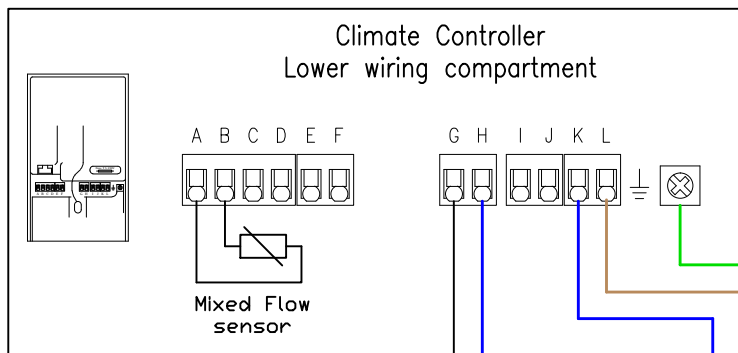 Climate Controller
Lower wiring compartment
A B C D E F
G H I J K L
Mixed Flow
sensor